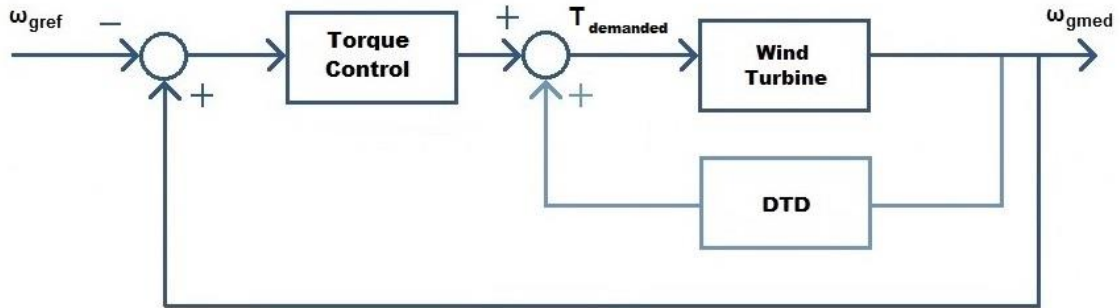 ω_gref
−
+
T_demanded
ω_gmed
Torque
Control
Wind
Turbine
+
+
DTD